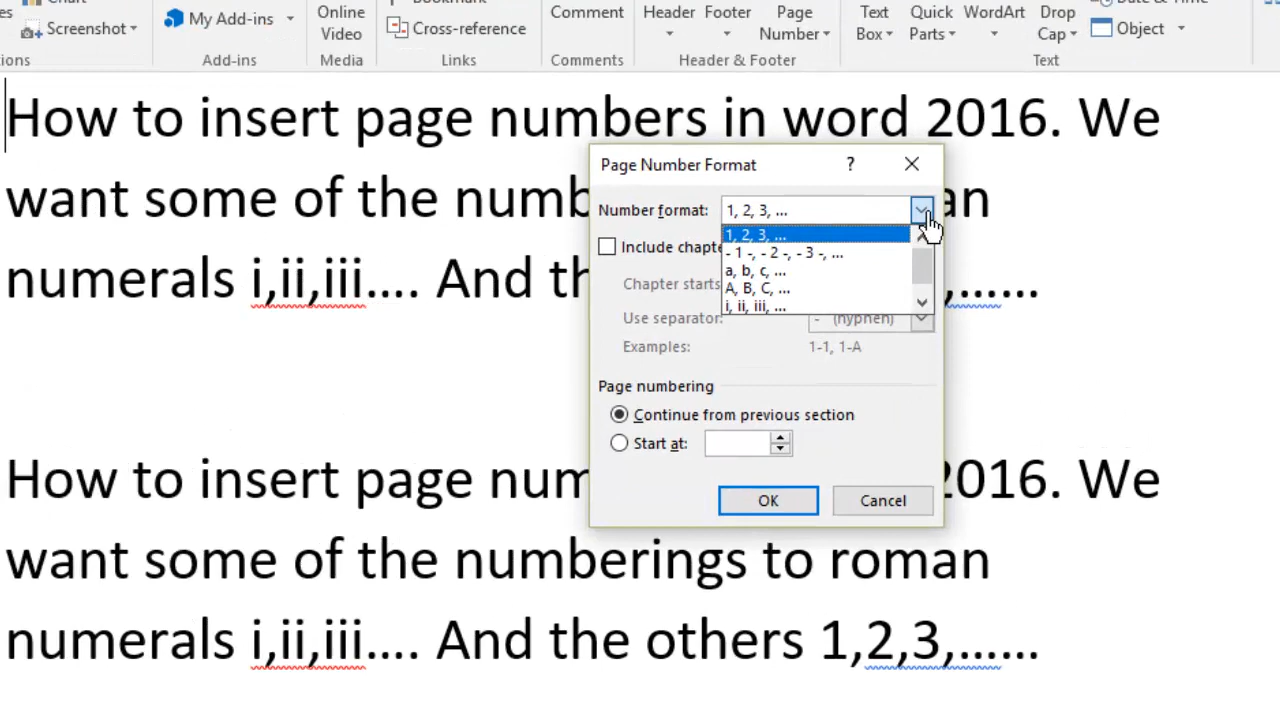 Chart
Bookmark
Date & Time
Screenshot
My Add-ins
Online Video
Cross-reference
Comment
Header
Footer
Page Number
Text Box
Quick Parts
WordArt
Drop Cap
Object
Add-ins
Media
Links
Comments
Header & Footer
Text
How to insert page numbers in word 2016. We
want some of the numb
an
numerals i,ii,iii.... And th
,......
Page Number Format
?
Number format:
1, 2, 3, ...
1, 2, 3, ...
- 1 -, - 2 -, - 3 -, ...
a, b, c, ...
A, B, C, ...
i, ii, iii, ...
Include chapte
Chapter starts
Use separator:
- (hyphen)
Examples:
1-1, 1-A
Page numbering
Continue from previous section
Start at:
OK
Cancel
How to insert page num
2016. We
want some of the numberings to roman
numerals i,ii,iii.... And the others 1,2,3,......